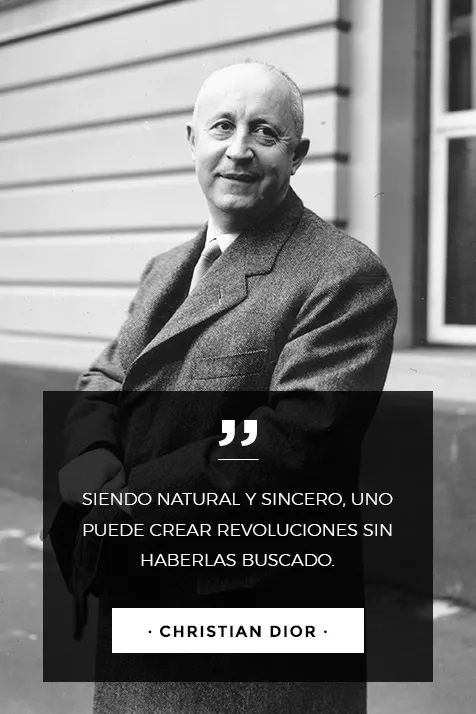 ”
SIENDO NATURAL Y SINCERO, UNO
PUEDE CREAR REVOLUCIONES SIN
HABERLAS BUSCADO.
· CHRISTIAN DIOR ·